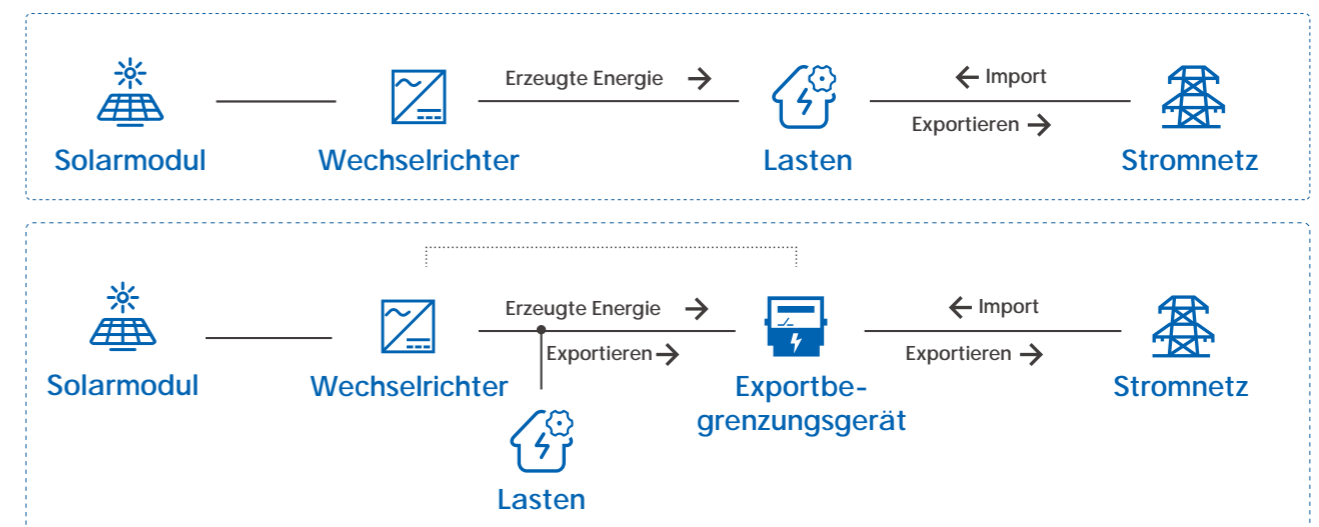 Erzeugte Energie
Import
Exportieren
Solarmodul
Wechselrichter
Lasten
Stromnetz
Erzeugte Energie
Import
Exportieren
Exportieren
Solarmodul
Wechselrichter
Exportbe-
grenzungsgerät
Stromnetz
Lasten